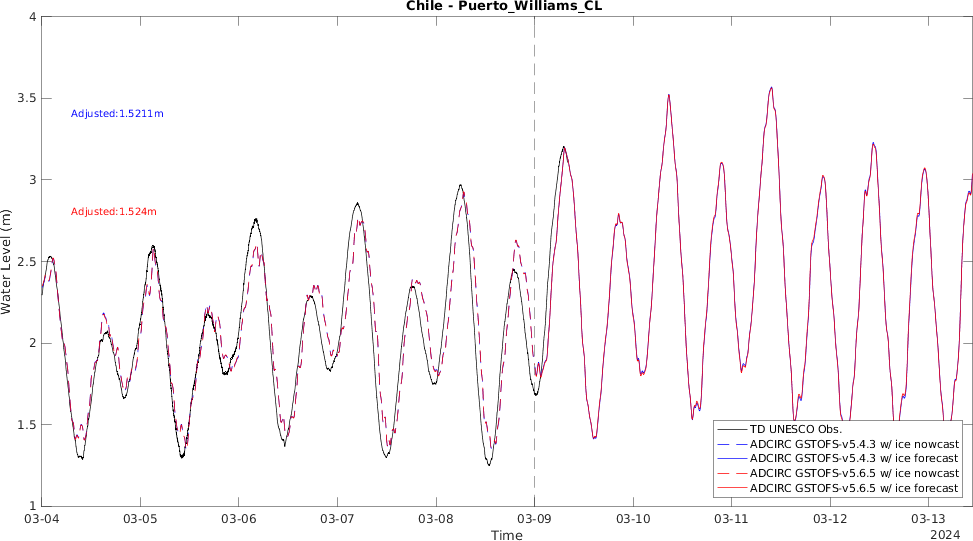 Chile - Puerto_Williams_CL
4
3.5
3
2.5
2
1.5
1
Water Level (m)
Adjusted:1.5211m
Adjusted:1.524m
TD UNESCO Obs.
ADCIRC GSTOFS-v5.4.3 w/ ice nowcast
ADCIRC GSTOFS-v5.4.3 w/ ice forecast
ADCIRC GSTOFS-v5.6.5 w/ ice nowcast
ADCIRC GSTOFS-v5.6.5 w/ ice forecast
03-04 03-05 03-06 03-07 03-08 03-09 03-10 03-11 03-12 03-13
Time
2024